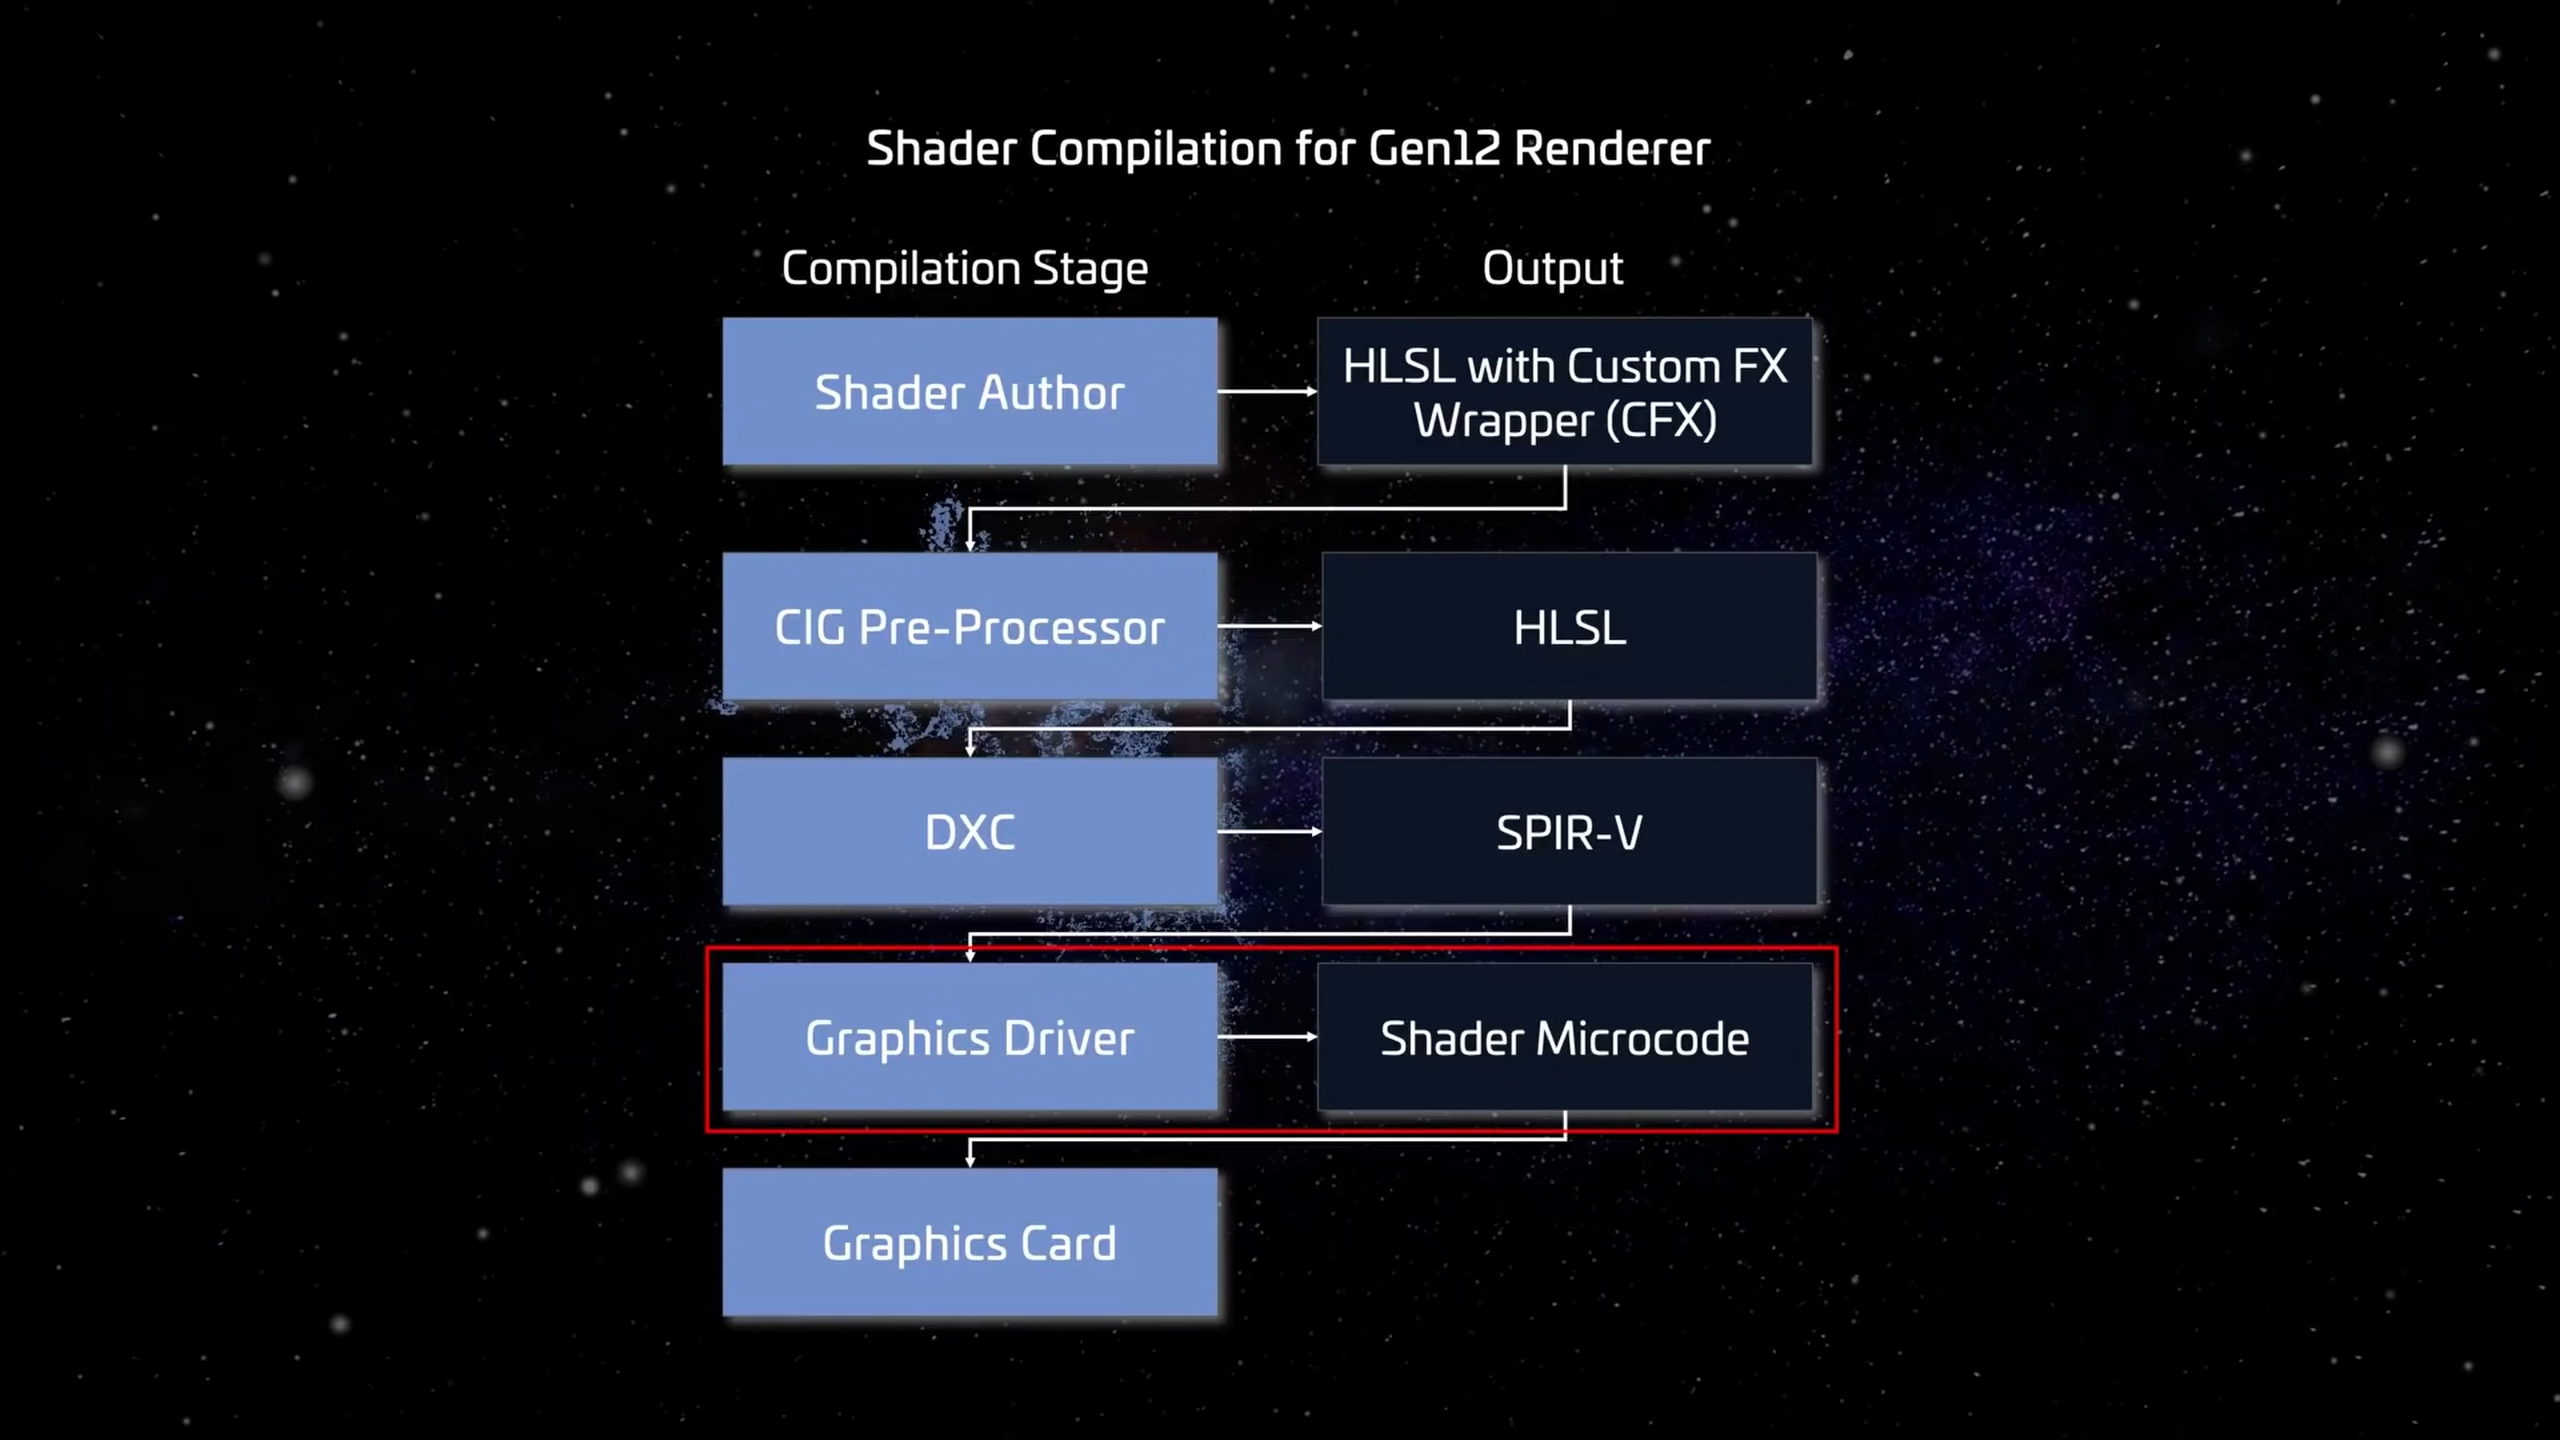 Shader Compilation for Gen12 Renderer
Compilation Stage
Output
Shader Author
HLSL with Custom FX
Wrapper (CFX)
CIG Pre-Processor
HLSL
DXC
SPIR-V
Graphics Driver
Shader Microcode
Graphics Card